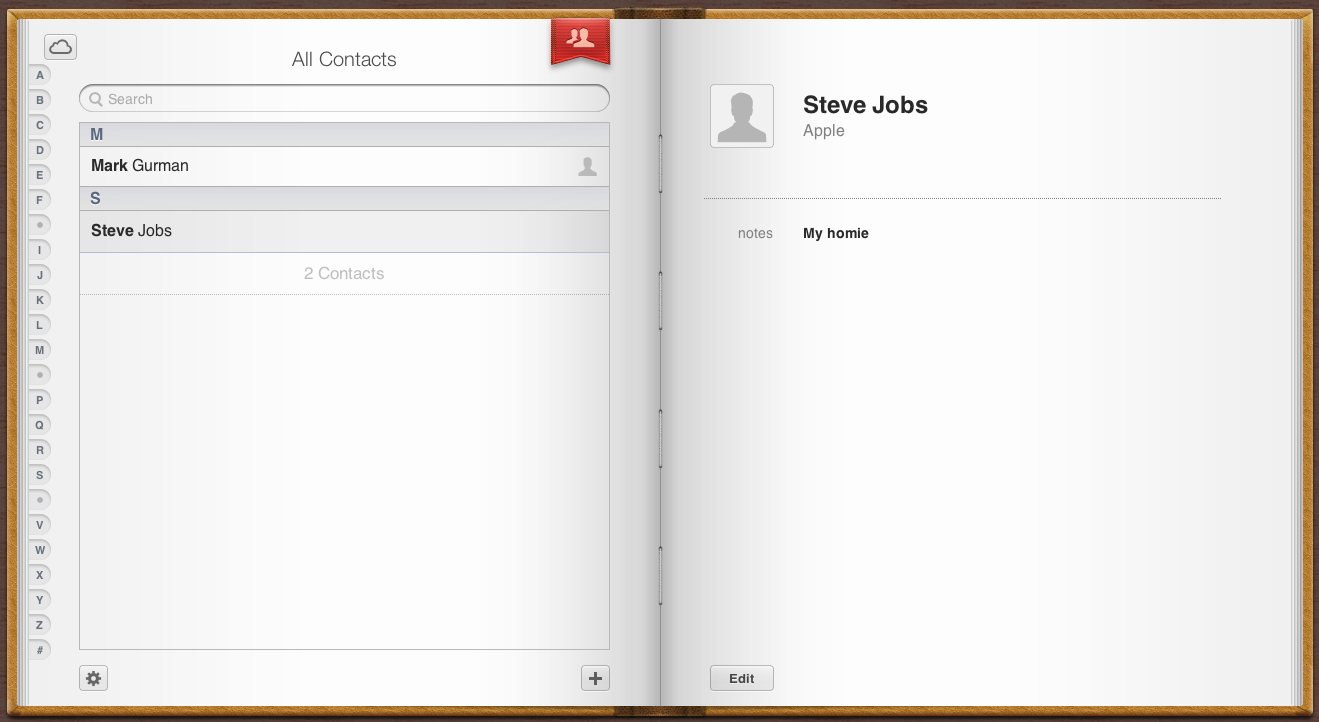 All Contacts
Search
A
B
C
D
E
F
I
J
K
L
M
P
Q
R
S
V
W
X
Y
Z
#
M
Mark Gurman
S
Steve Jobs
2 Contacts
Steve Jobs
Apple
notes My homie
Edit